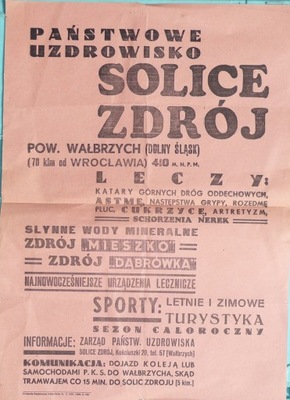 PAŃSTWOWE
UZDROWISKO
SOLICE
ZDRÓJ
POW. WAŁBRZYCH (DOLNY ŚLĄSK)
(70 klm od WROCŁAWIA) 410 M. N. P. M.
LECZY:
KATARY GÓRNYCH DRÓG ODDECHOWYCH,
ASTMĘ, NASTĘPSTWA GRYPY, ROZEDMĘ
PŁUC, CUKRZYCĘ, ARTRETYZM,
SCHORZENIA NEREK
SŁYNNE WODY MINERALNE
ZDRÓJ „MIESZKO"
ZDRÓJ „DĄBRÓWKA"
NAJNOWOCZEŚNIEJSZE URZĄDZENIA LECZNICZE
SPORTY: LETNIE I ZIMOWE
TURYSTYKA
SEZON CAŁOROCZNY
INFORMACJE: ZARZĄD PAŃSTW. UZDROWISKA
SOLICE ZDRÓJ, Kościuszki 20, tel. 57 (Wałbrzych)
KOMUNIKACJA: DOJAZD KOLEJĄ LUB
SAMOCHODAMI P. K. S. DO WAŁBRZYCHA, SKĄD
TRAMWAJEM CO 15 MIN. DO SOLIC ZDROJU (5 klm.)